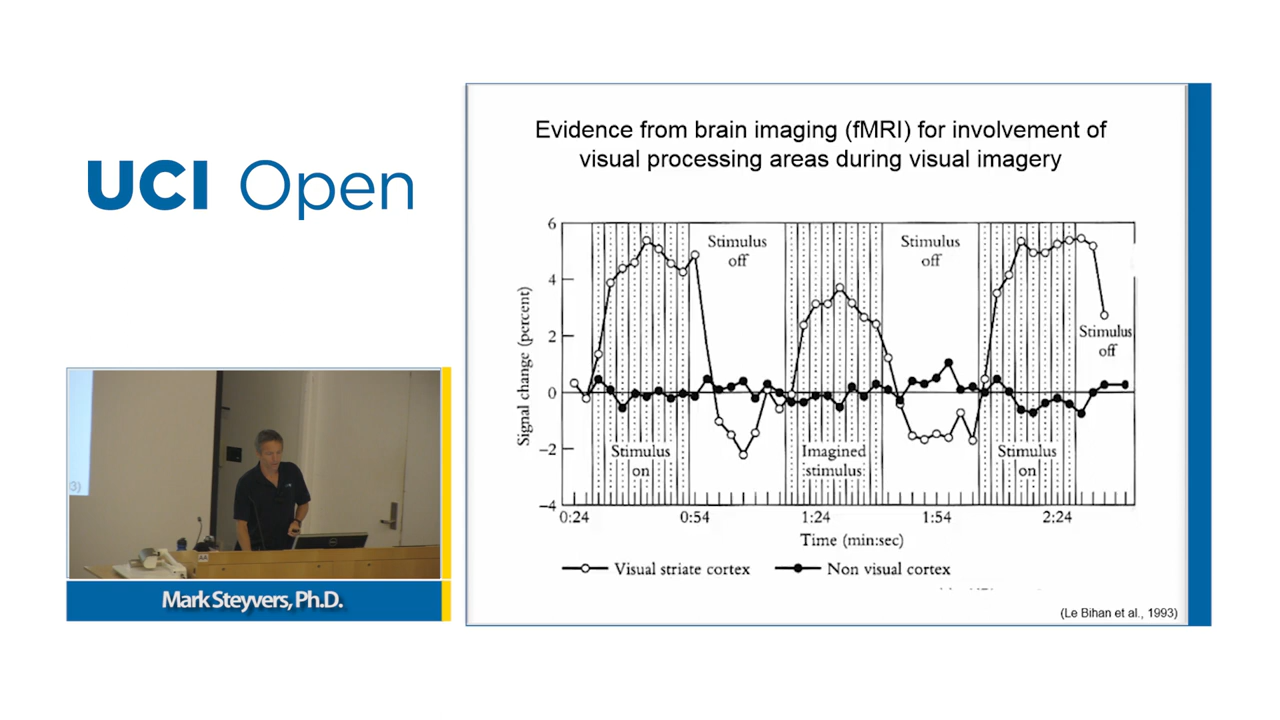 UCI Open
Evidence from brain imaging (fMRI) for involvement of
visual processing areas during visual imagery
6
4
2
0
−2
−4
Signal change (percent)
Stimulus
off
Stimulus
off
Stimulus
off
Stimulus
on
Imagined
stimulus
Stimulus
on
0:24
0:54
1:24
1:54
2:24
Time (min:sec)
Visual striate cortex
Non visual cortex
(Le Bihan et al., 1993)
3)
Mark Steyvers, Ph.D.